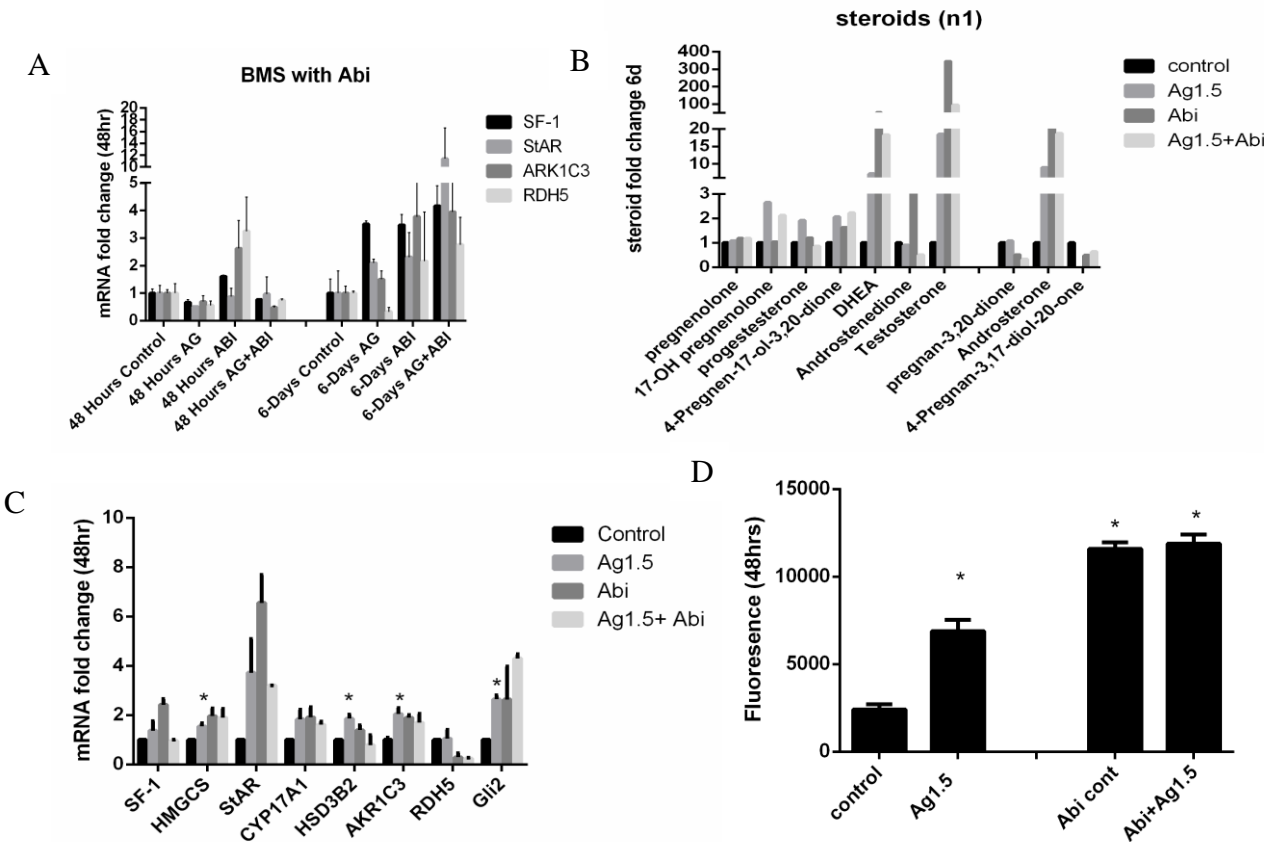 A
BMS with Abi
mRNA fold change (48hr)
20
18
16
14
12
10
5
4
3
2
1
0
SF-1
StAR
ARK1C3
RDH5
48 Hours Control
48 Hours AG
48 Hours ABI
48 Hours AG+ABI
6-Days Control
6-Days AG
6-Days ABI
6-Days AG+ABI
B
steroids (n1)
steroid fold change 6d
400
300
200
100
20
15
10
3
2
1
0
control
Ag1.5
Abi
Ag1.5+Abi
pregnenolone
17-OH pregnenolone
progestesterone
4-Pregnen-17-ol-3,20-dione
DHEA
Androstenedione
Testosterone
pregnan-3,20-dione
Androsterone
4-Pregnan-3,17-diol-20-one
C
mRNA fold change (48hr)
10
8
6
4
2
0
Control
Ag1.5
Abi
Ag1.5+ Abi
*
*
*
*
SF-1
HMGCS
StAR
CYP17A1
HSD3B2
AKR1C3
RDH5
Gli2
D
Fluoresence (48hrs)
15000
10000
5000
0
*
*
*
control
Ag1.5
Abi cont
Abi+Ag1.5